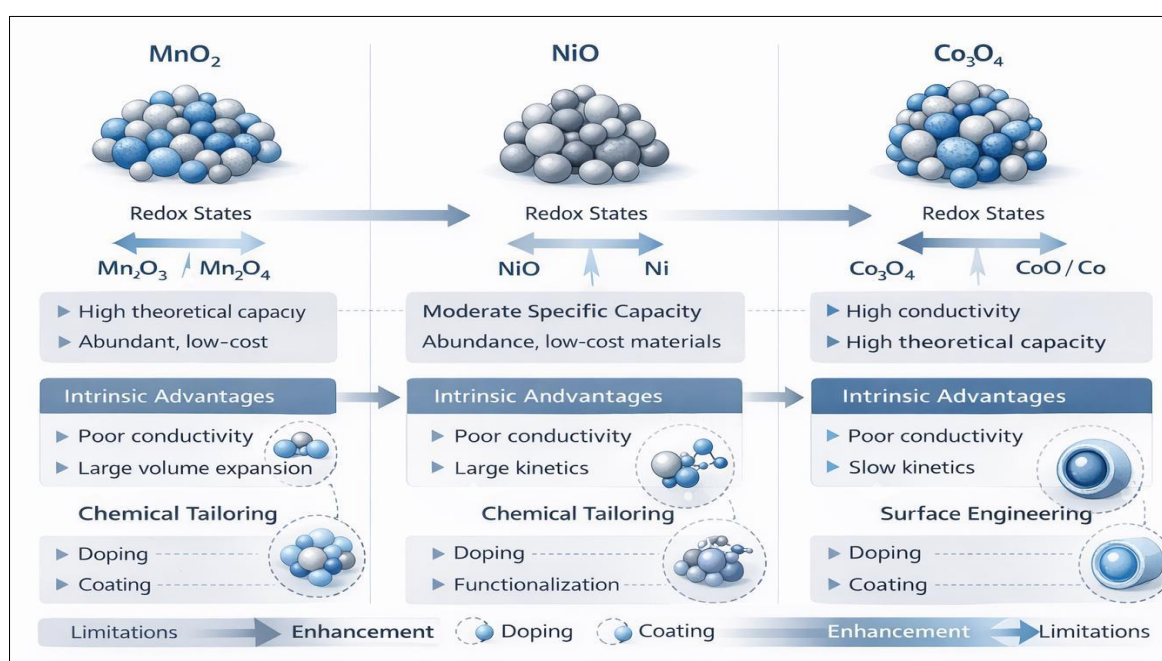 MnO₂
Redox States
Mn₂O₃ Mn₂O₄
High theoretical capacıy
Abundant, low-cost
Intrinsic Advantages
Poor conductivity
Large volume expansion
Chemical Tailoring
Doping
Coating
NiO
Redox States
NiO Ni
Moderate Specific Capacity
Abundance, low-cost materials
Intrinsic Andvantages
Poor conductivity
Large kinetics
Chemical Tailoring
Doping
Functionalization
Co₃O₄
Redox States
Co₃O₄ CoO / Co
High conductivity
High theoretical capacity
Intrinsic Advantages
Poor conductivity
Slow kinetics
Surface Engineering
Doping
Coating
Limitations Enhancement Doping Coating Enhancement Limitations